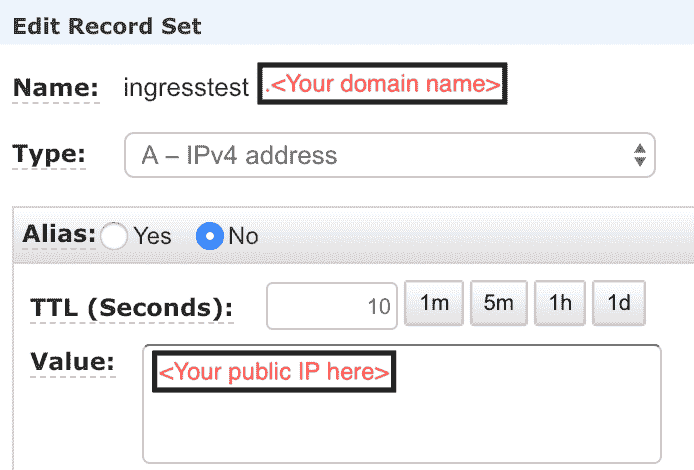 Edit Record Set
Name: ingresstest .<Your domain name>
Type: A – IPv4 address
Alias: Yes No
TTL (Seconds): 10 1m 5m 1h 1d
Value: <Your public IP here>